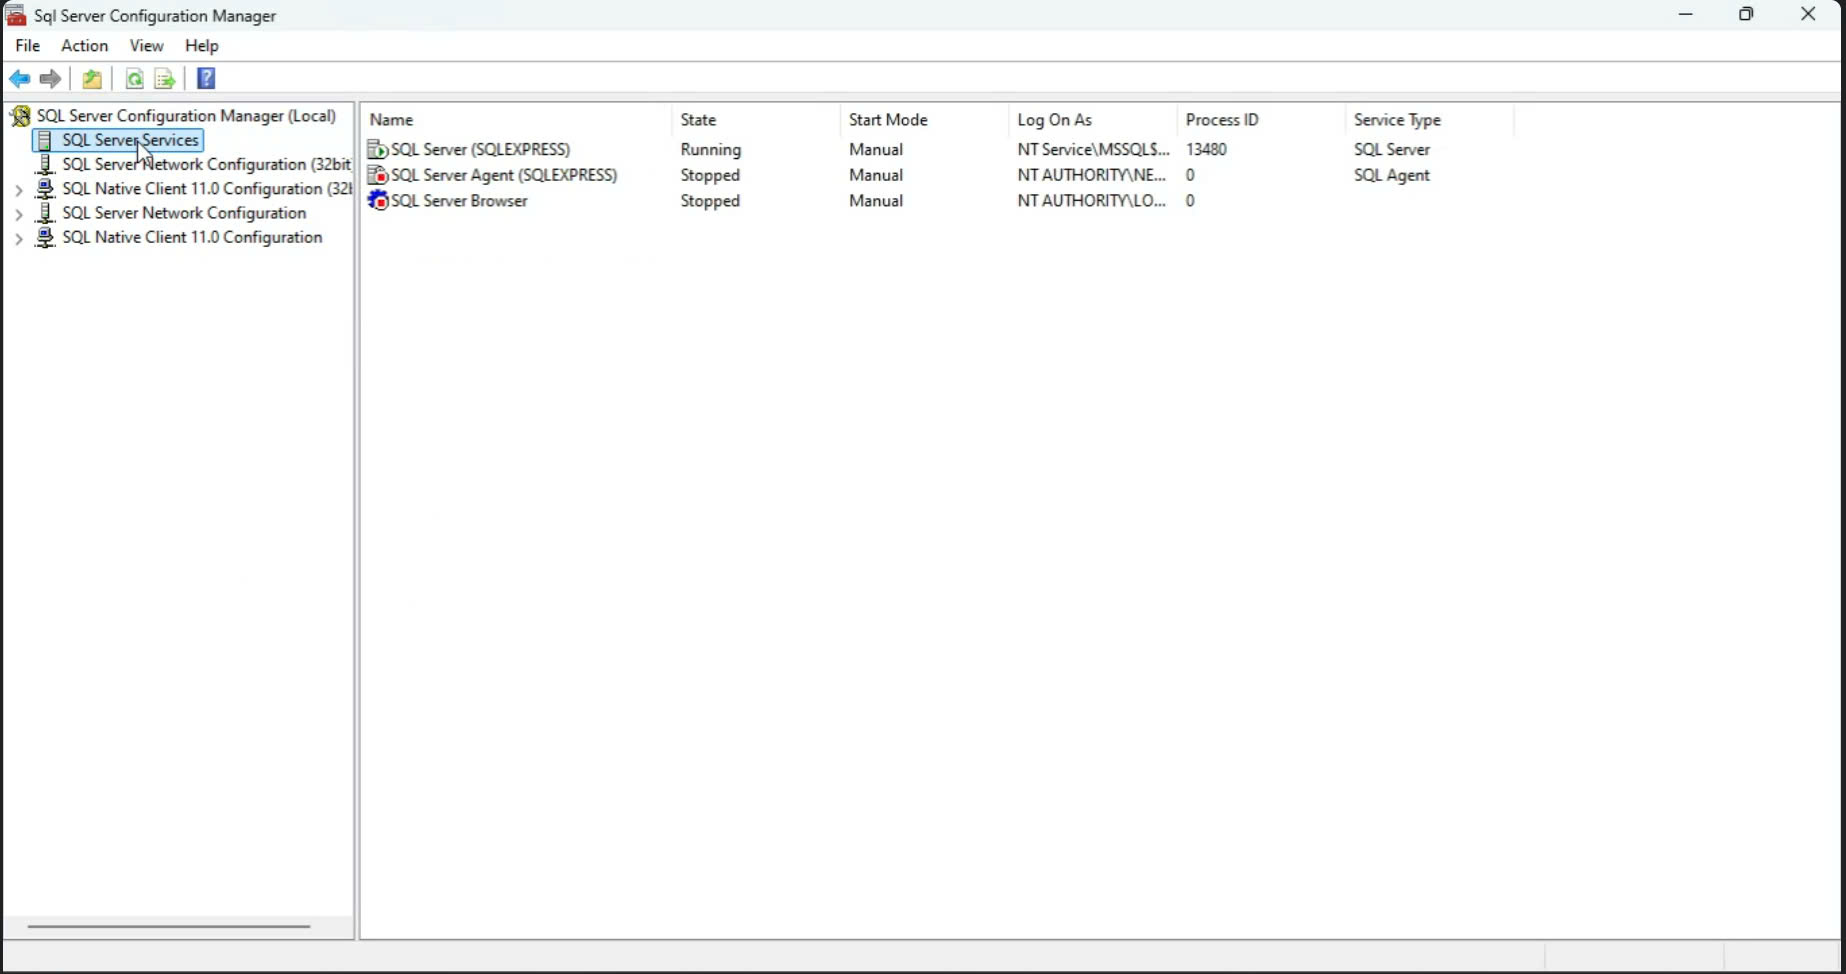 Sql Server Configuration Manager
File Action View Help
SQL Server Configuration Manager (Local)
SQL Server Services
SQL Server Network Configuration (32bit
SQL Native Client 11.0 Configuration (32
SQL Server Network Configuration
SQL Native Client 11.0 Configuration
Name State Start Mode Log On As Process ID Service Type
SQL Server (SQLEXPRESS) Running Manual NT Service\MSSQL$... 13480 SQL Server
SQL Server Agent (SQLEXPRESS) Stopped Manual NT AUTHORITY\NE... 0 SQL Agent
SQL Server Browser Stopped Manual NT AUTHORITY\LO... 0